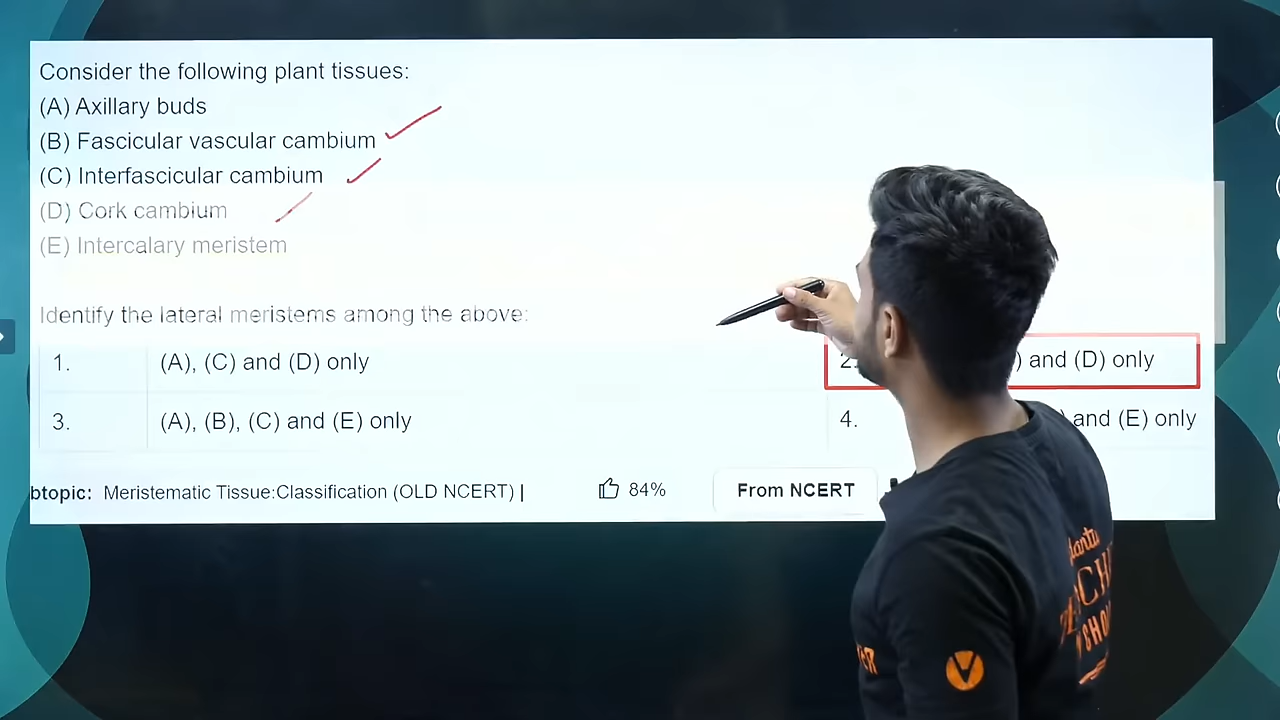 Consider the following plant tissues:
(A) Axillary buds
(B) Fascicular vascular cambium
(C) Interfascicular cambium
(D) Cork cambium
(E) Intercalary meristem
Identify the lateral meristems among the above:
1. (A), (C) and (D) only
2. ) and (D) only
3. (A), (B), (C) and (E) only
4. ) and (E) only
btopic: Meristematic Tissue:Classification (OLD NCERT) |
84%
From NCERT